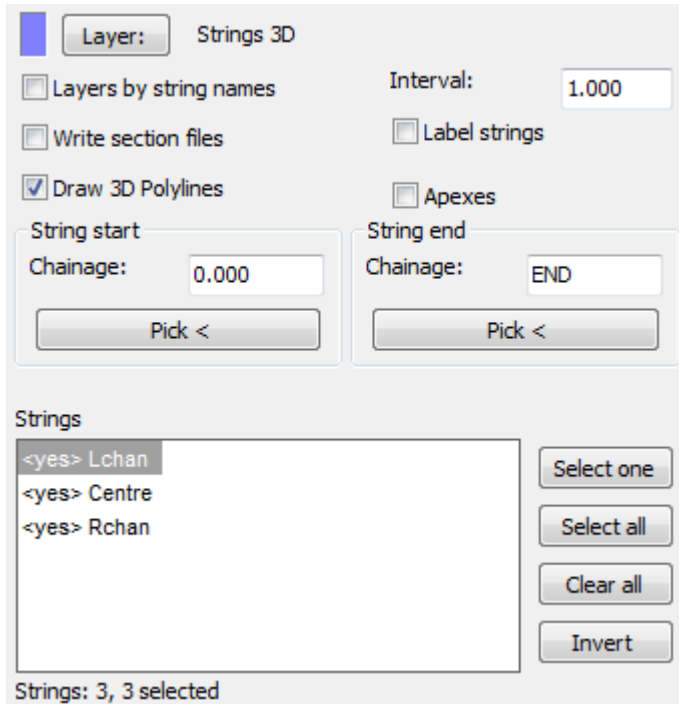 Layer: Strings 3D
Layers by string names
Interval: 1.000
Write section files
Label strings
Draw 3D Polylines
Apexes
String start
Chainage: 0.000
Pick <
String end
Chainage: END
Pick <
Strings
<yes> Lchan
<yes> Centre
<yes> Rchan
Select one
Select all
Clear all
Invert
Strings: 3, 3 selected